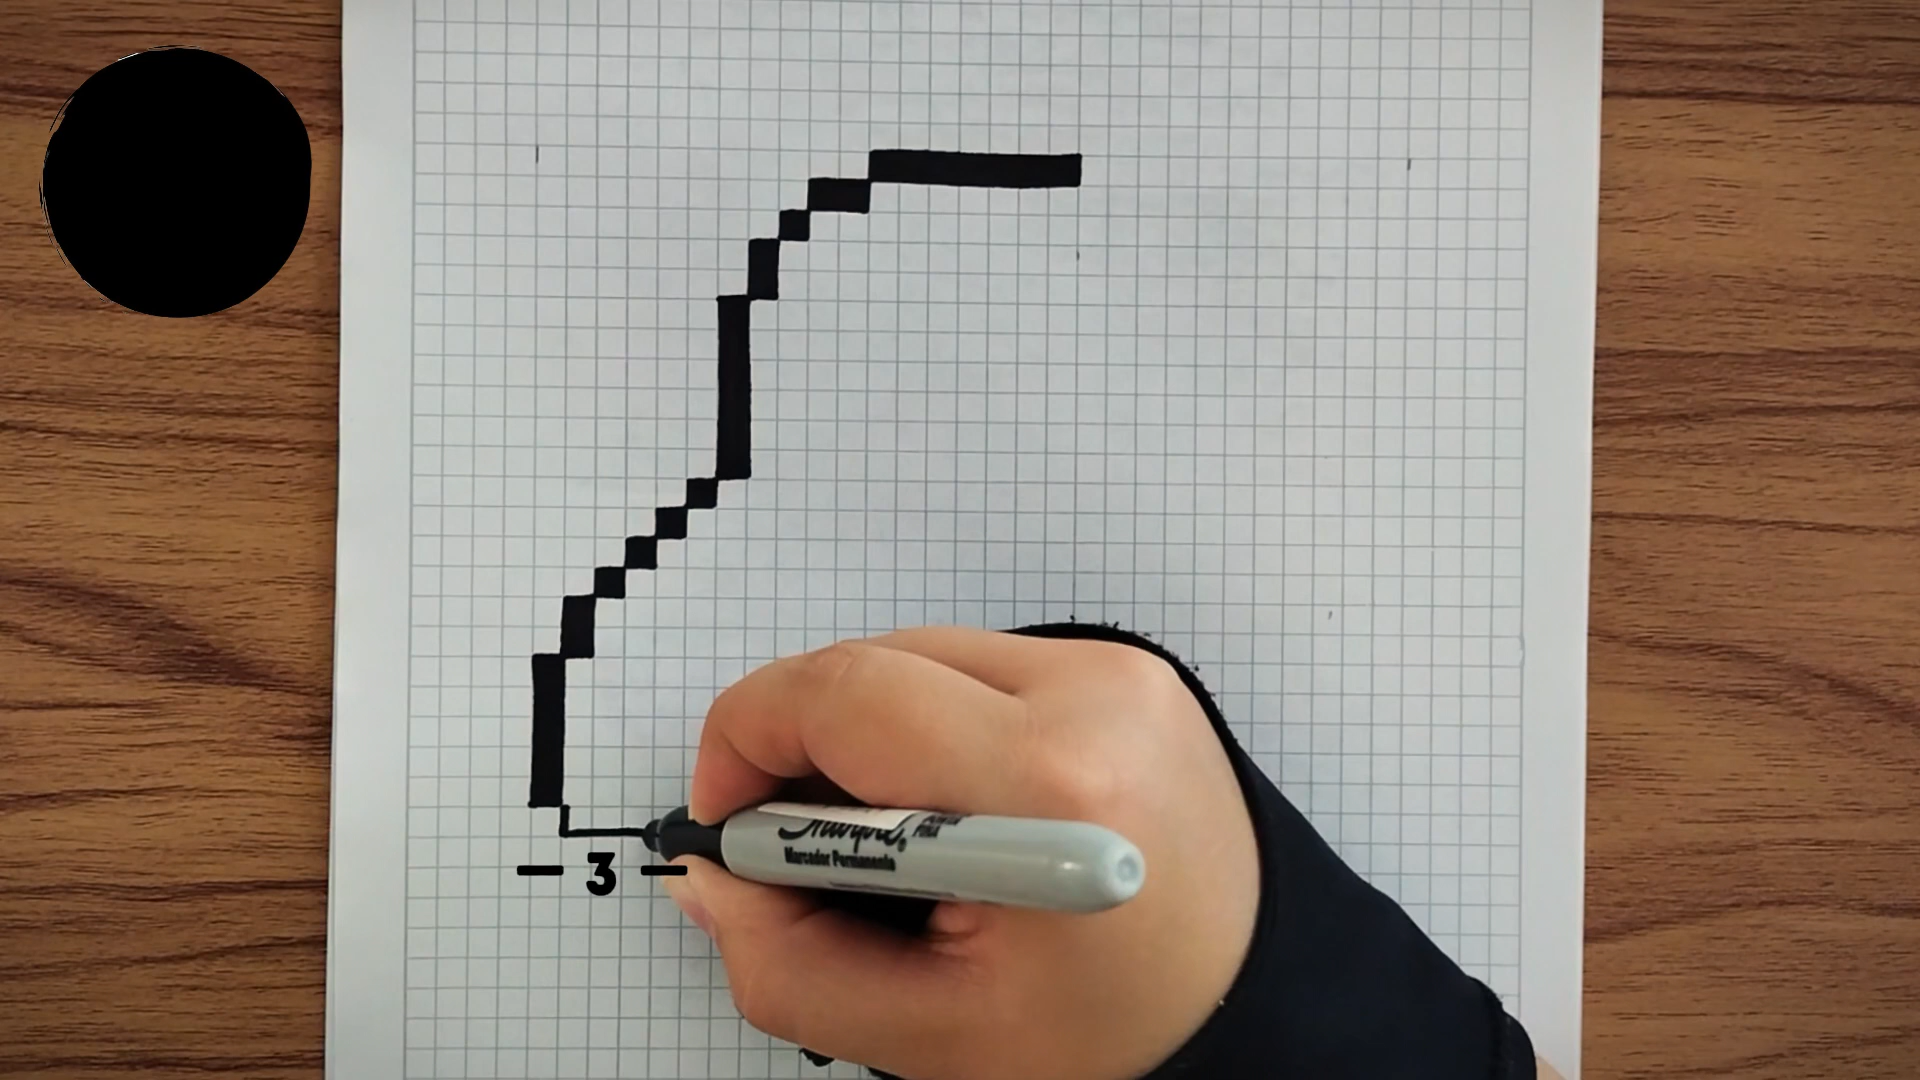 — 3 —
Sharpie®
Marcador Permanente